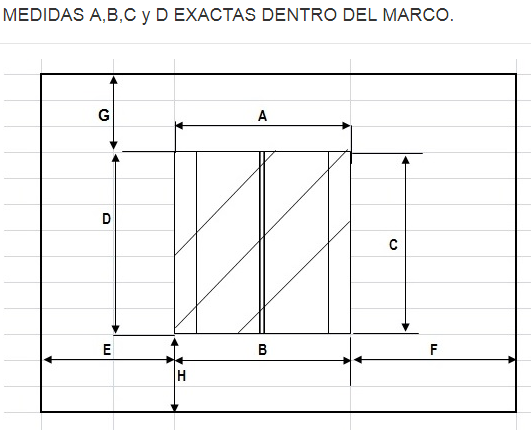 MEDIDAS A,B,C y D EXACTAS DENTRO DEL MARCO.
G
A
D
C
E
B
F
H